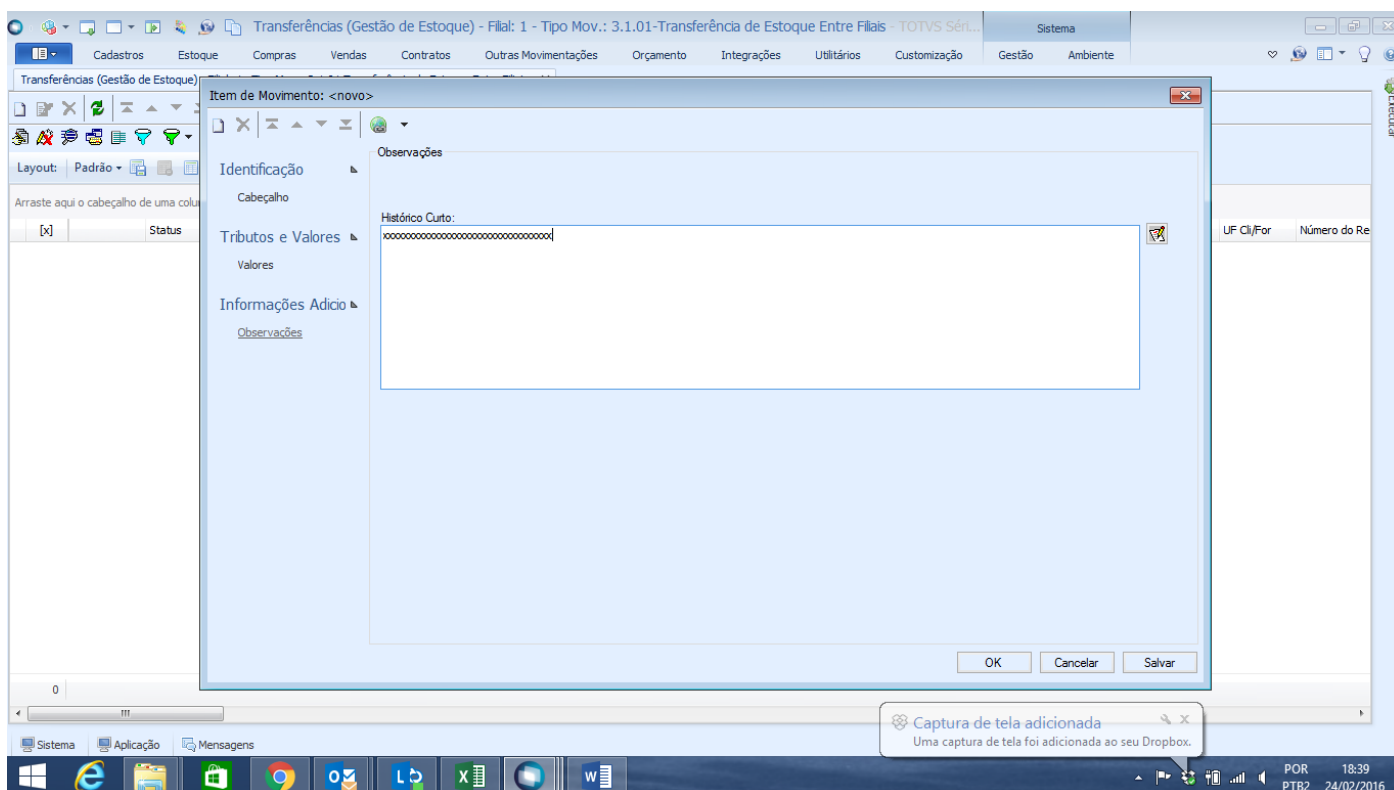 Transferências (Gestão de Estoque) - Filial: 1 - Tipo Mov.: 3.1.01-Transferência de Estoque Entre Filiais - TOTVS Séri...
Sistema
Cadastros Estoque Compras Vendas Contratos Outras Movimentações Orçamento Integrações Utilitários Customização Gestão Ambiente
Transferências (Gestão de Estoque)
Item de Movimento: <novo>
Executar
Layout: Padrão
Identificação
Observações
Arraste aqui o cabeçalho de uma colu
Cabeçalho
Histórico Curto:
[x] Status
Tributos e Valores
UF Cli/For Número do Re
Valores
Informações Adicio
Observações
OK Cancelar Salvar
0
Captura de tela adicionada
Uma captura de tela foi adicionada ao seu Dropbox.
Sistema Aplicação Mensagens
POR 18:39
PTB2 24/02/2016